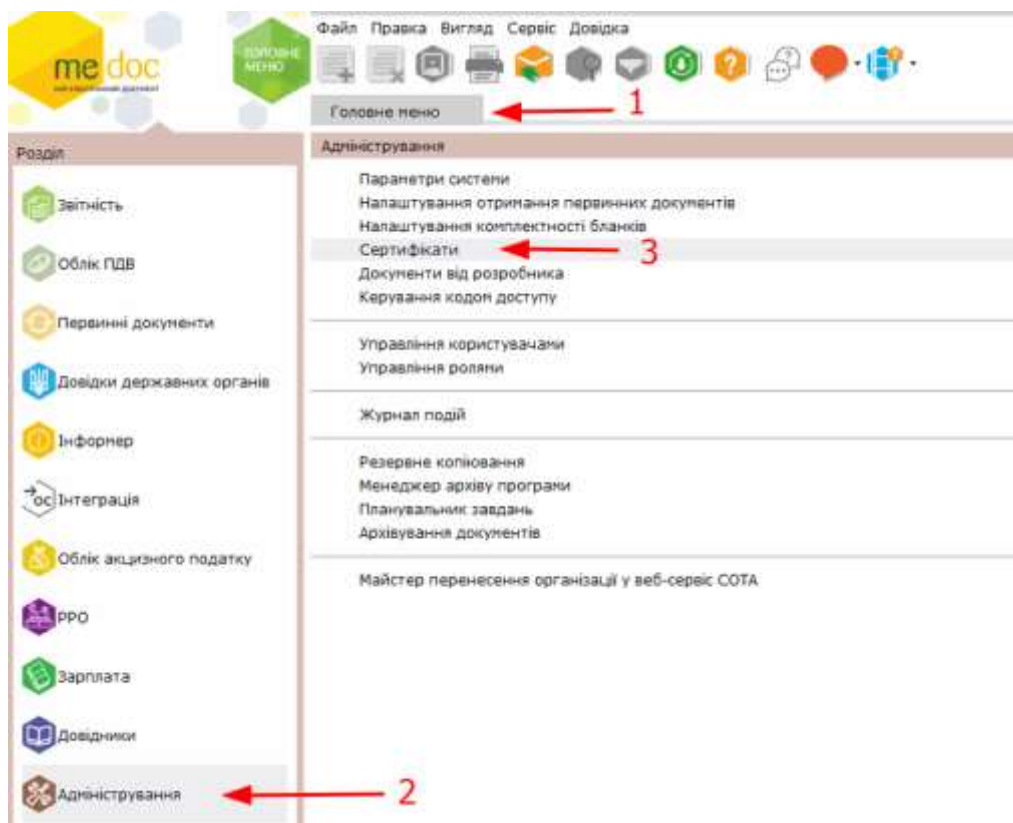 me doc
ГОЛОВНЕ
МЕНЮ
Файл Правка Вигляд Сервіс Довідка
Головне меню
1
Розділ
Звітність
Облік ПДВ
Первинні документи
Довідки державних органів
Інформер
Інтеграція
Облік акцизного податку
РРО
Зарплата
Довідники
Адміністрування
2
Адміністрування
Параметри системи
Налаштування отримання первинних документів
Налаштування комплектності бланків
Сертифікати
3
Документи від розробника
Керування кодом доступу
Управління користувачами
Управління ролями
Журнал подій
Резервне копіювання
Менеджер архіву програми
Планувальник завдань
Архівування документів
Майстер перенесення організації у веб-сервіс СОТА